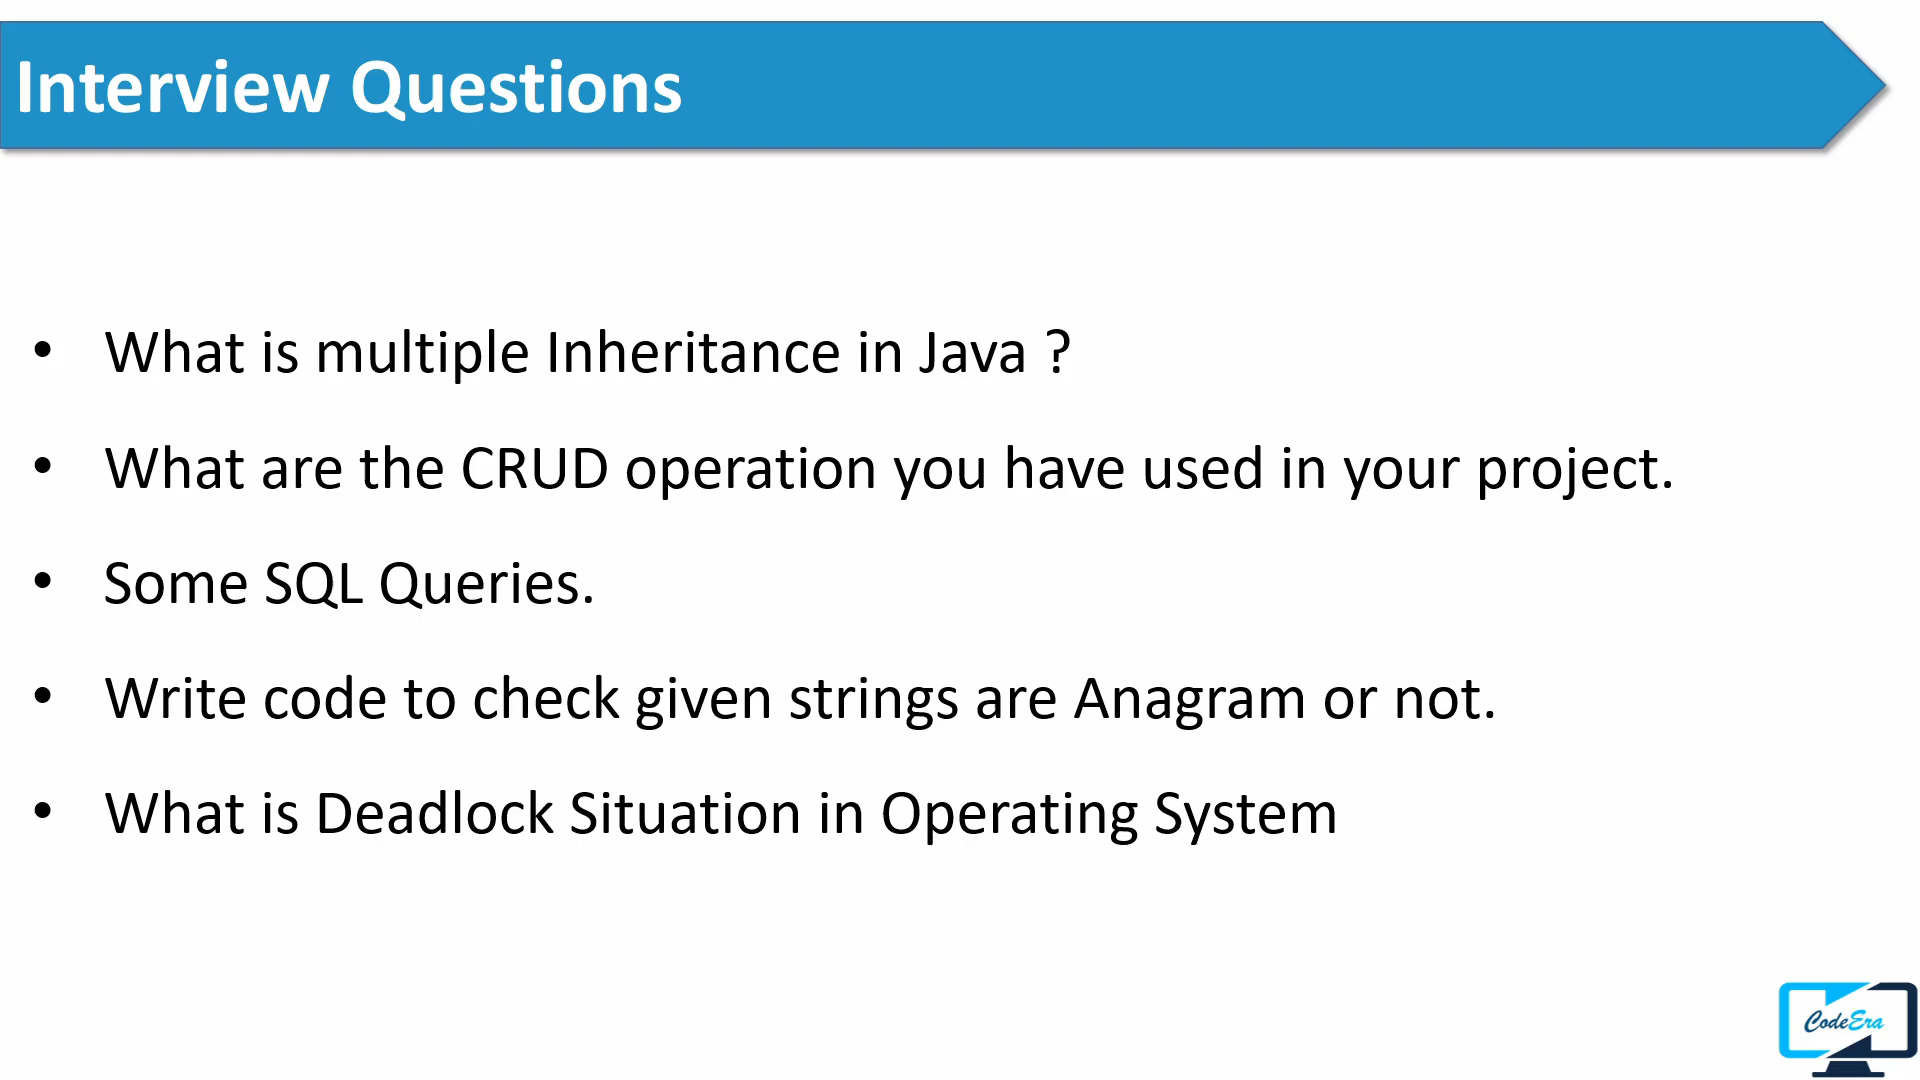 Interview Questions
• What is multiple Inheritance in Java ?
• What are the CRUD operation you have used in your project.
• Some SQL Queries.
• Write code to check given strings are Anagram or not.
• What is Deadlock Situation in Operating System
CodeEra